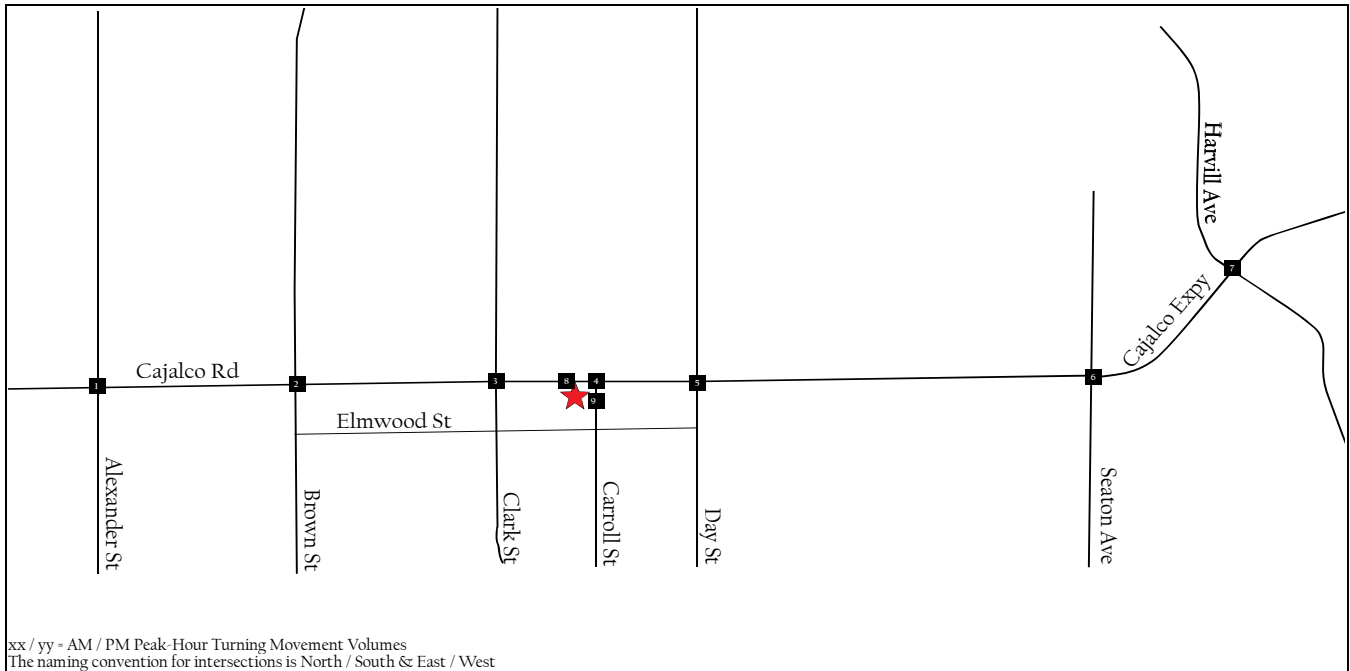 Harvill Ave
7
Cajalco Expy
Cajalco Rd
1
2
3
8
4
5
6
9
Elmwood St
Alexander St
Brown St
Clark St
Carroll St
Day St
Seaton Ave
xx / yy = AM / PM Peak-Hour Turning Movement Volumes
The naming convention for intersections is North / South & East / West